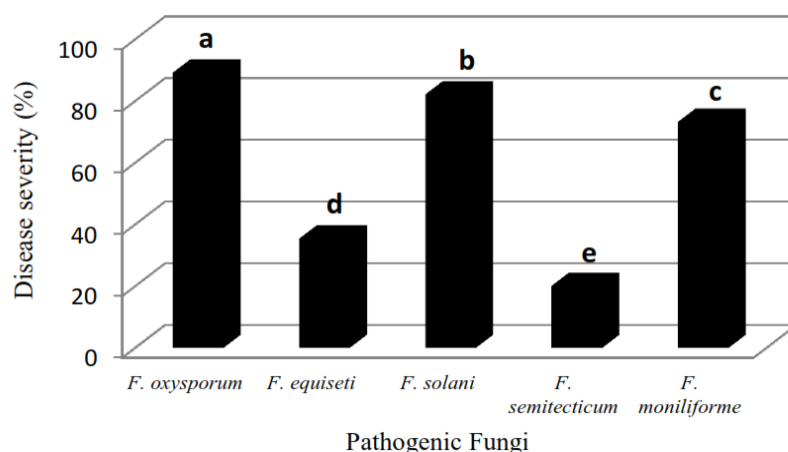 Disease severity (%)
100
80
60
40
20
0
a
d
b
e
c
F. oxysporum
F. equiseti
F. solani
F.
semitecticum
F.
moniliforme
Pathogenic Fungi